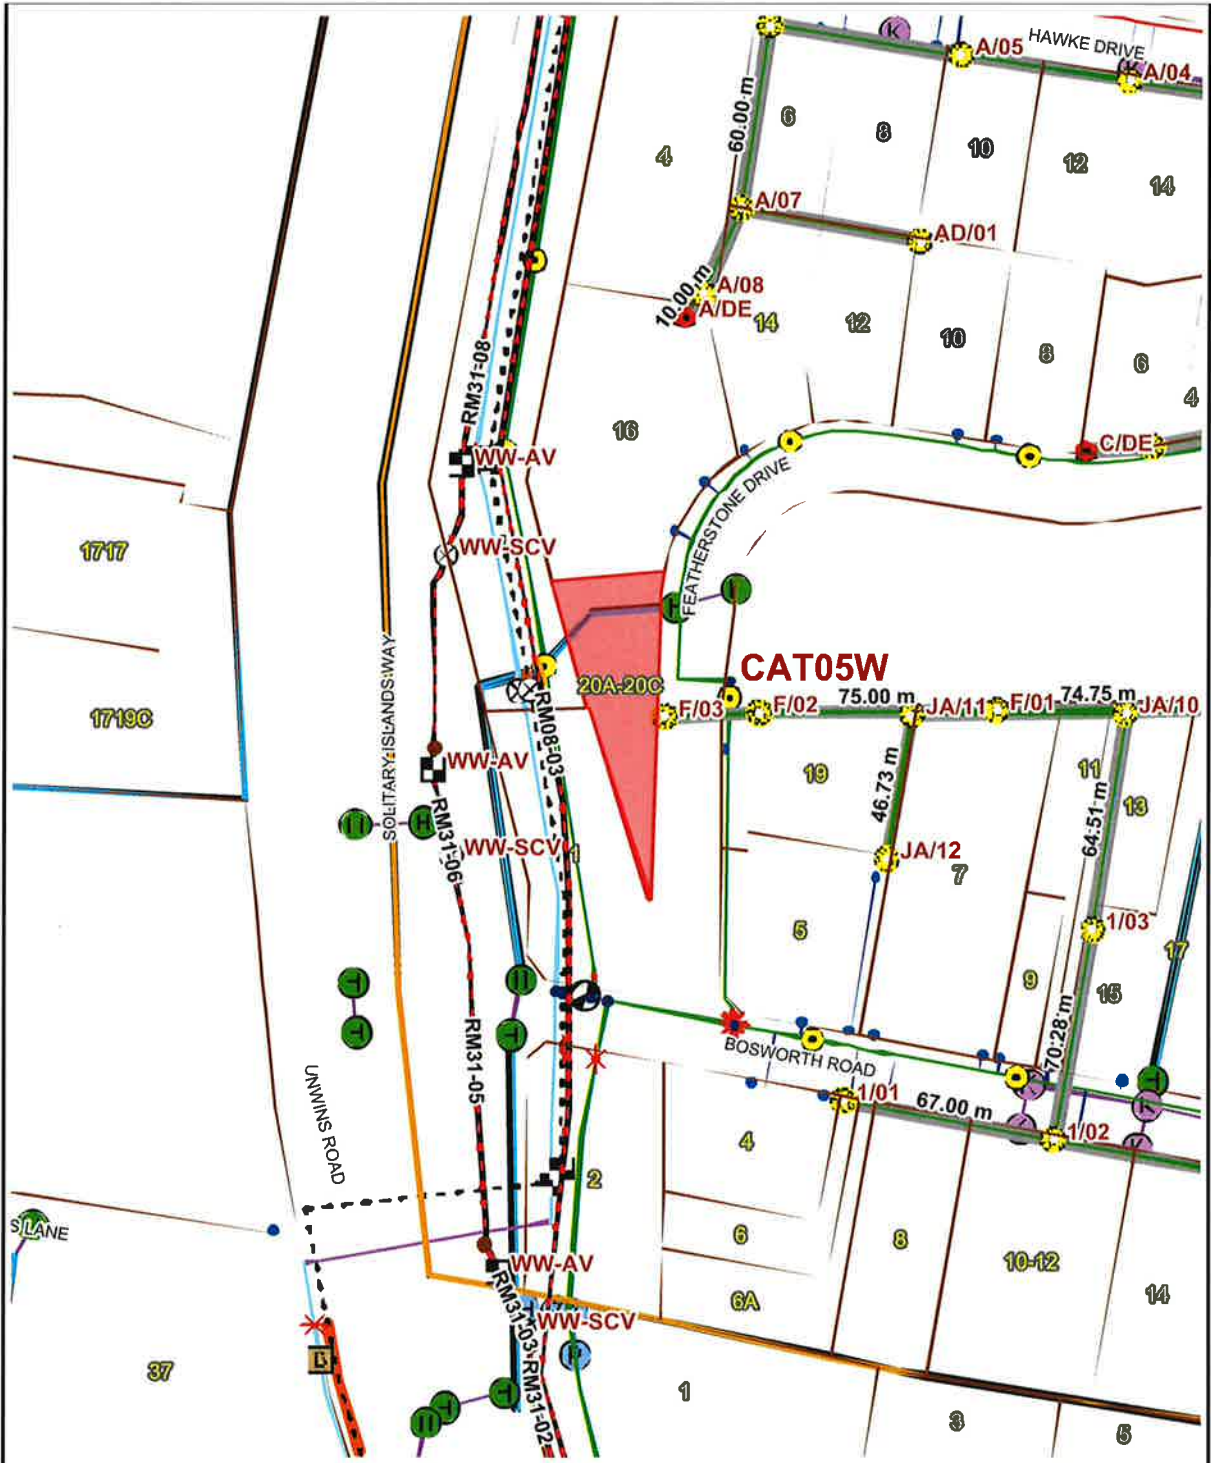 HAWKE DRIVE
K
A/05
K
A/04
60.00 m
6
8
10
12
14
4
A/07
AD/01
A/08
10.00 m
A/DE
14
12
10
8
6
4
RM31-08
16
C/DE
WW-AV
FEATHERSTONE DRIVE
1717
WW-SCV
H
CAT05W
20A-20C
75.00 m
74.75 m
F/03
F/02
JA/11
F/01
JA/10
1719C
SOLITARY ISLANDS WAY
RM08-03
WW-AV
19
46.73 m
11
13
64.51 m
H
RM31-06
WW-SCV
1
JA/12
7
5
1/03
9
17
15
T
T
RM31-05
BOSWORTH ROAD
70.28 m
T
K
K
UNWINS ROAD
1/01
67.00 m
1/02
K
4
2
S LANE
6
8
10-12
14
WW-AV
6A
RM31-03
WW-SCV
37
P
1
T
T
RM31-02
3
5